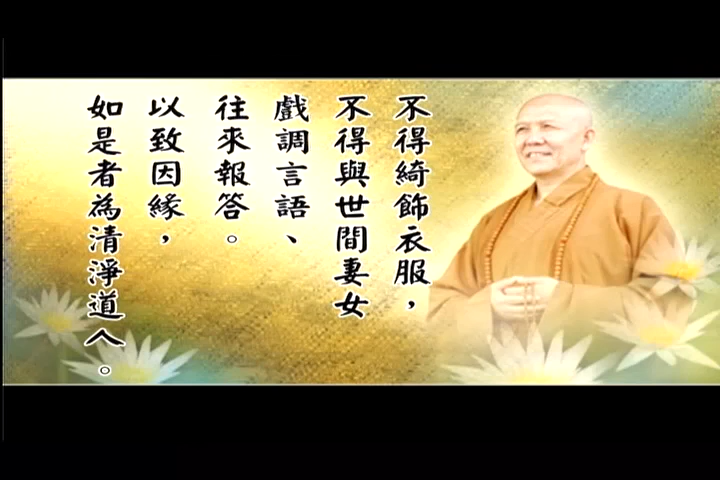 不得綺飾衣服，
不得與世間妻女
戲調言語、
往來報答。
以致因緣，
如是者為清淨道人。